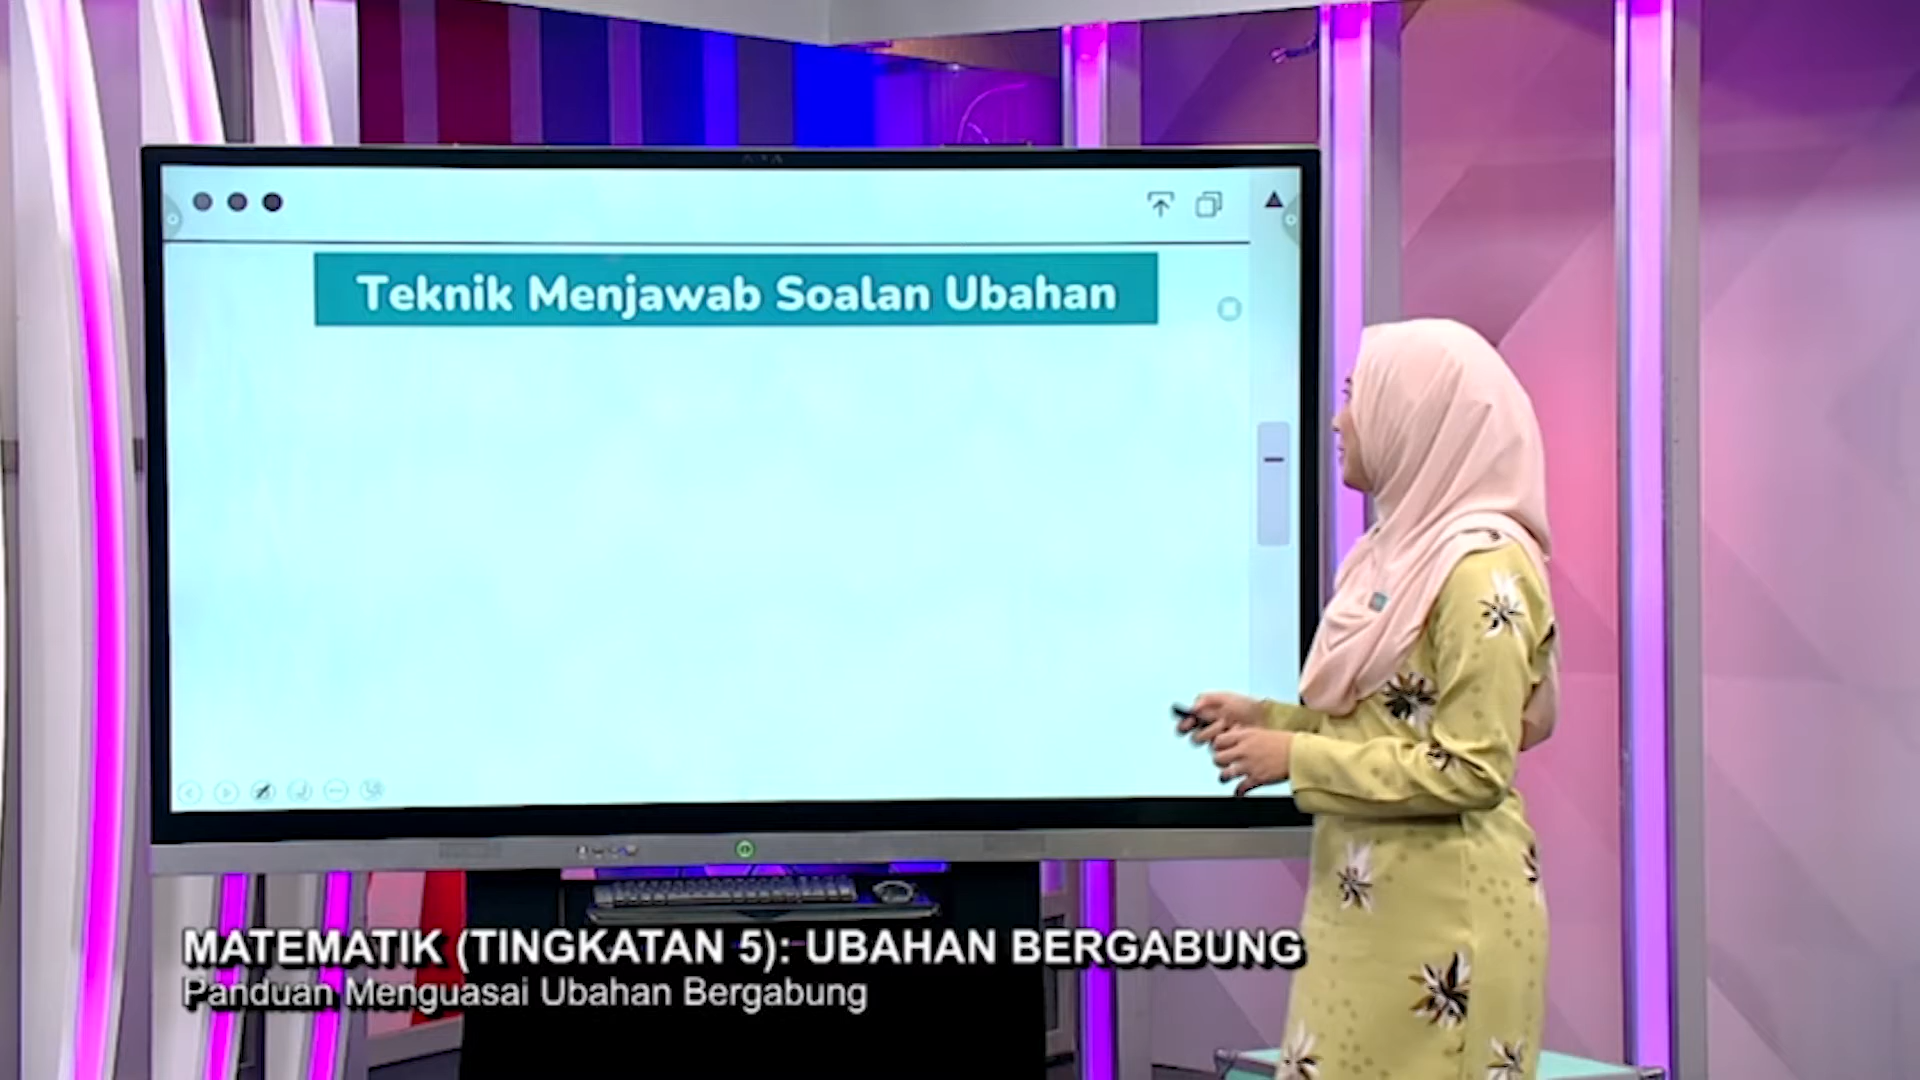 Teknik Menjawab Soalan Ubahan
MATEMATIK (TINGKATAN 5): UBAHAN BERGABUNG
Panduan Menguasai Ubahan Bergabung